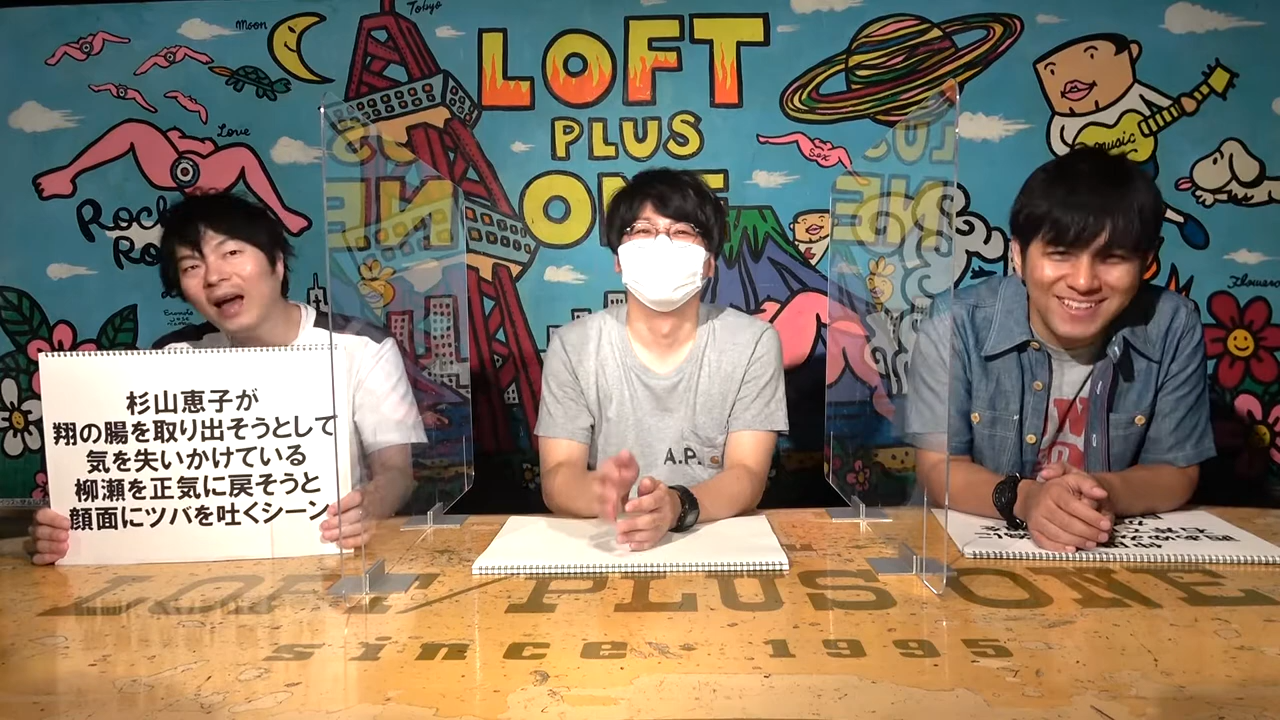 Tokyo
Moon
LOFT
PLUS
ONE
Love
Rock
Sex
music
Flowers
杉山恵子が
翔の腸を取り出そうとして
気を失いかけている
柳瀬を正気に戻そうと
顔面にツバを吐くシーン
A.P.
LOFT/PLUS ONE
since 1995